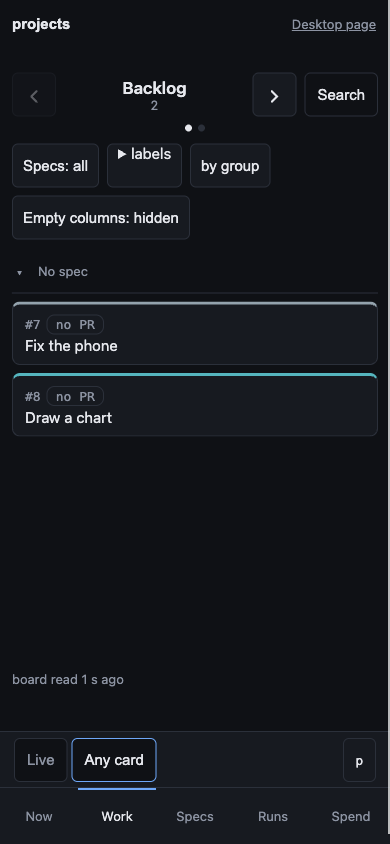 projects
Desktop page
Backlog
2
Search
Specs: all
labels
by group
Empty columns: hidden
No spec
#7 no PR
Fix the phone
#8 no PR
Draw a chart
board read 1 s ago
Live
Any card
p
Now
Work
Specs
Runs
Spend